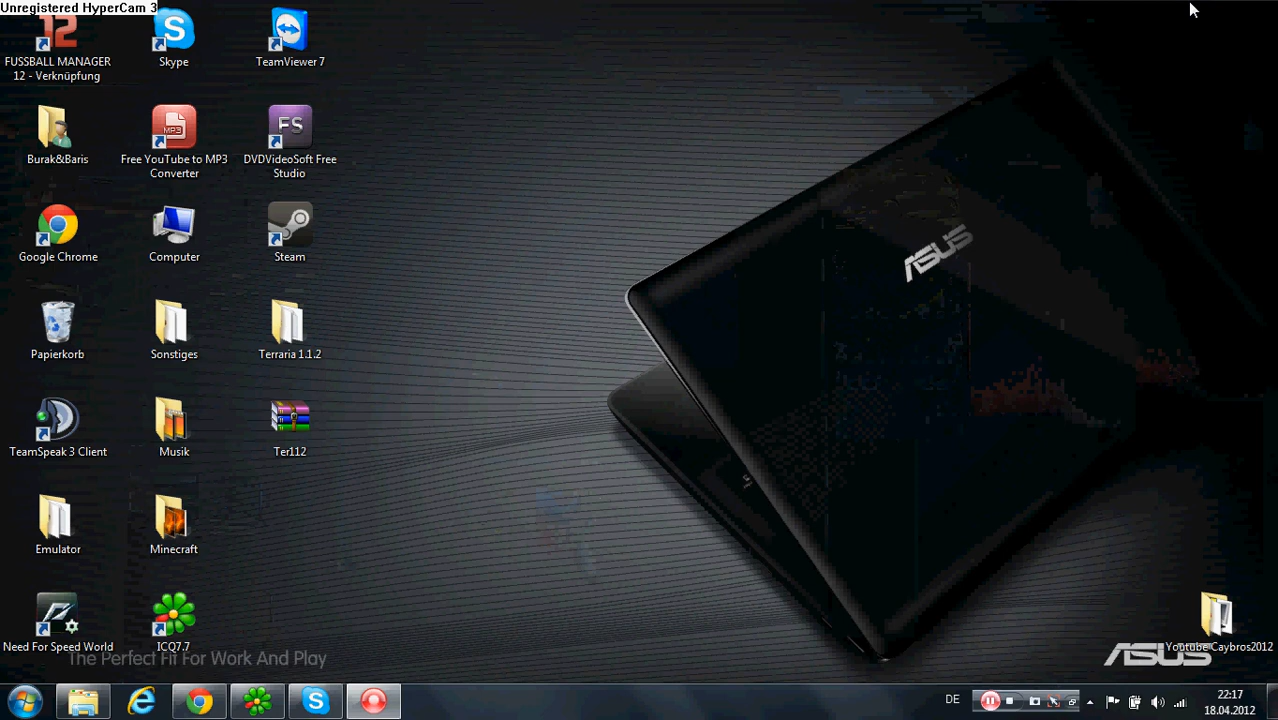 Unregistered HyperCam 3
12
FUSSBALL MANAGER
12 - Verknüpfung
Skype
TeamViewer 7
Burak&Baris
MP3
Free YouTube to MP3
Converter
FS
DVDVideoSoft Free
Studio
Google Chrome
Computer
Steam
Papierkorb
Sonstiges
Terraria 1.1.2
TeamSpeak 3 Client
Musik
Ter112
Emulator
Minecraft
Need For Speed World
ICQ7.7
The Perfect Fit For Work And Play
ASUS
ASUS
Youtube Caybros2012
DE
22:17
18.04.2012